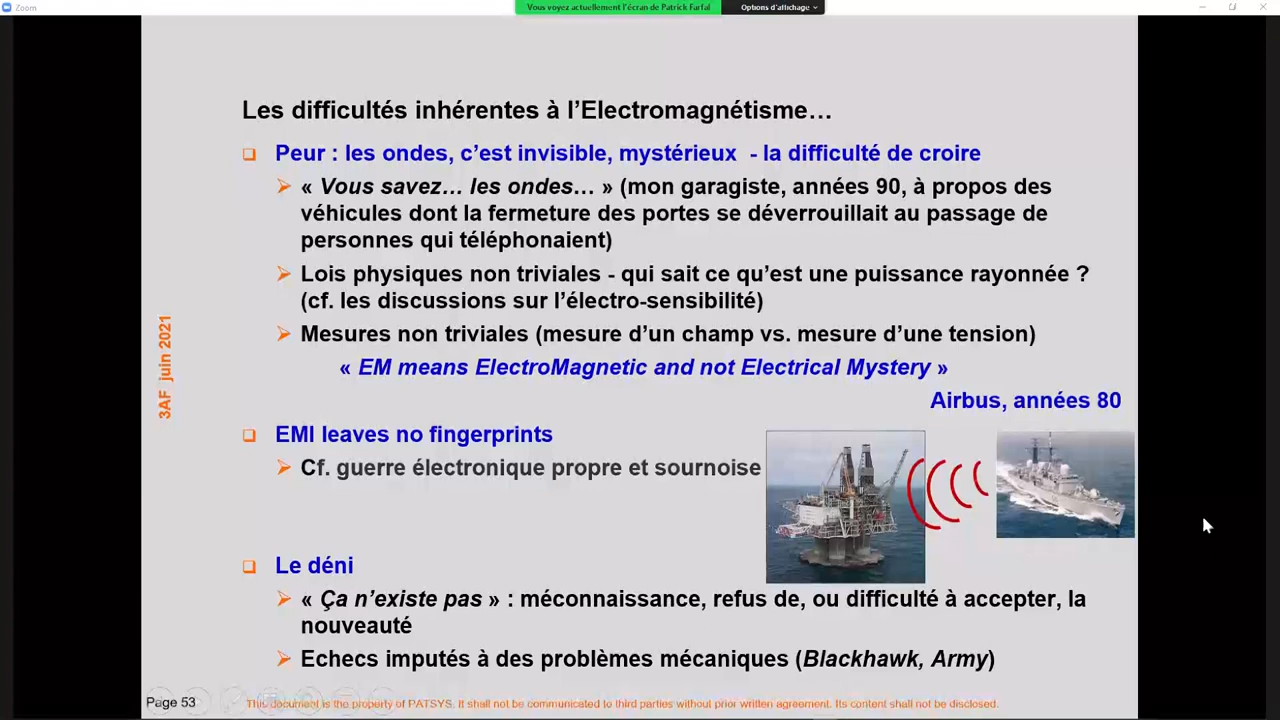 Zoom
Vous voyez actuellement l'écran de Patrick Farfal
Options d'affichage
Les difficultés inhérentes à l’Electromagnétisme…
Peur : les ondes, c’est invisible, mystérieux - la difficulté de croire
« Vous savez… les ondes… » (mon garagiste, années 90, à propos des
véhicules dont la fermeture des portes se déverrouillait au passage de
personnes qui téléphonaient)
Lois physiques non triviales - qui sait ce qu’est une puissance rayonnée ?
(cf. les discussions sur l’électro-sensibilité)
Mesures non triviales (mesure d’un champ vs. mesure d’une tension)
« EM means ElectroMagnetic and not Electrical Mystery »
Airbus, années 80
3AF juin 2021
EMI leaves no fingerprints
Cf. guerre électronique propre et sournoise
Le déni
« Ça n’existe pas » : méconnaissance, refus de, ou difficulté à accepter, la
nouveauté
Echecs imputés à des problèmes mécaniques (Blackhawk, Army)
Page 53
This document is the property of PATSYS. It shall not be communicated to third parties without prior written agreement. Its content shall not be disclosed.